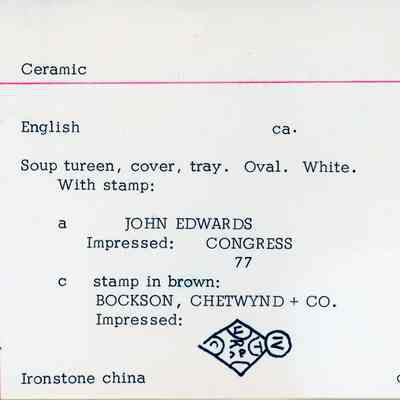 Ceramic
English ca.
Soup tureen, cover, tray. Oval. White.
With stamp:
a JOHN EDWARDS
Impressed: CONGRESS
77
c stamp in brown:
BOCKSON, CHETWYND + CO.
Impressed:
Ironstone china